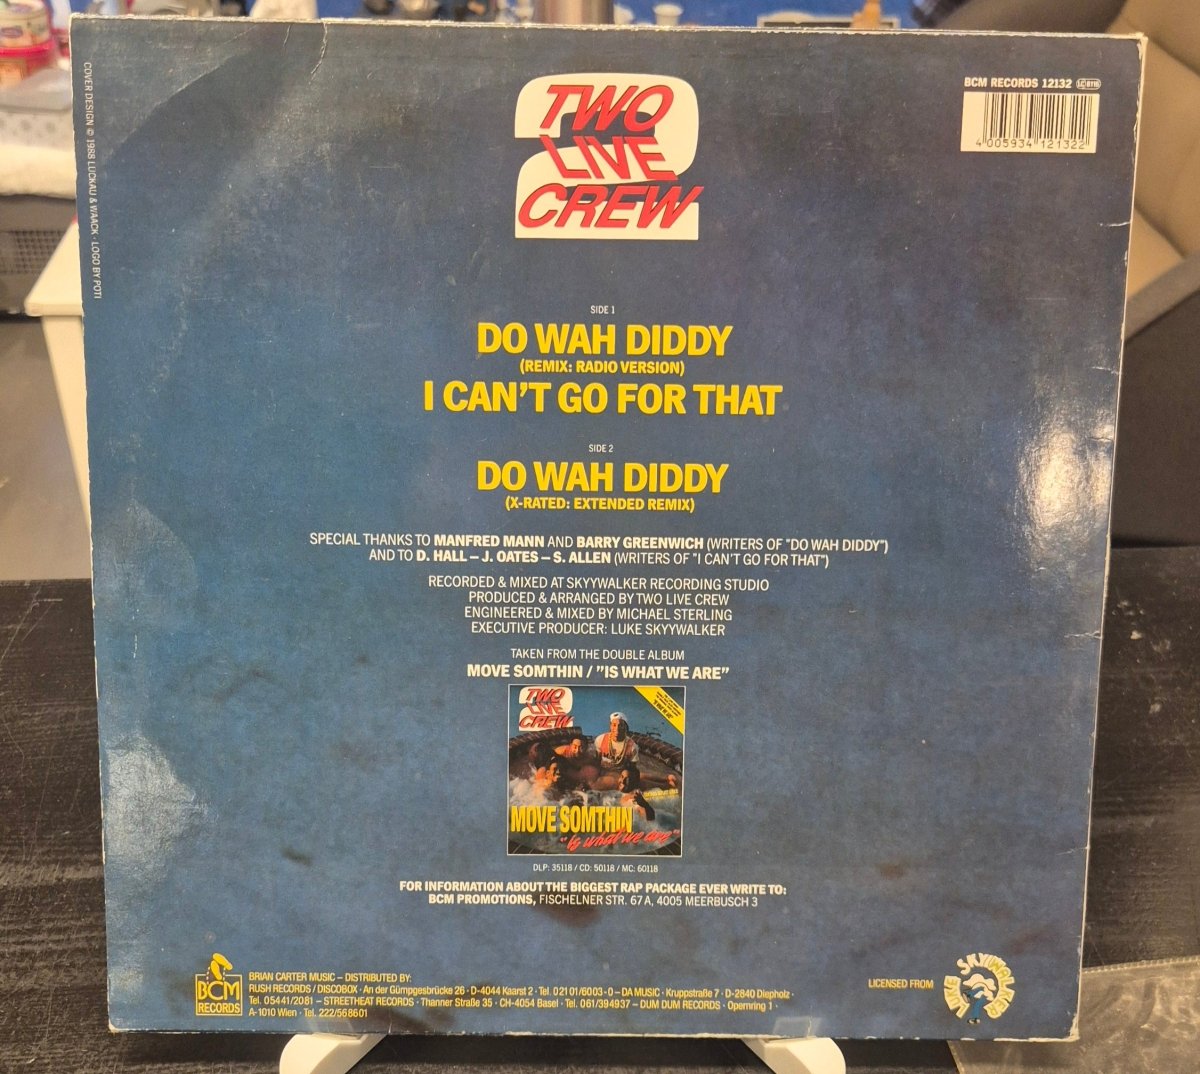 COVER DESIGN © 1988 LUCKAU & WAACK · LOGO BY POTI
TWO
LIVE
CREW
2
BCM RECORDS 12132 LC 8715
4 005934 121322
SIDE 1
DO WAH DIDDY
(REMIX: RADIO VERSION)
I CAN'T GO FOR THAT
SIDE 2
DO WAH DIDDY
(X-RATED: EXTENDED REMIX)
SPECIAL THANKS TO MANFRED MANN AND BARRY GREENWICH (WRITERS OF "DO WAH DIDDY")
AND TO D. HALL – J. OATES – S. ALLEN (WRITERS OF "I CAN'T GO FOR THAT")
RECORDED & MIXED AT SKYYWALKER RECORDING STUDIO
PRODUCED & ARRANGED BY TWO LIVE CREW
ENGINEERED & MIXED BY MICHAEL STERLING
EXECUTIVE PRODUCER: LUKE SKYYWALKER
TAKEN FROM THE DOUBLE ALBUM
MOVE SOMTHIN / "IS WHAT WE ARE"
TWO
LIVE
CREW
2
MOVE SOMTHIN
"is what we are"
DLP: 35118 / CD: 50118 / MC: 60118
FOR INFORMATION ABOUT THE BIGGEST RAP PACKAGE EVER WRITE TO:
BCM PROMOTIONS, FISCHELNER STR. 67 A, 4005 MEERBUSCH 3
BCM
RECORDS
BRIAN CARTER MUSIC – DISTRIBUTED BY:
RUSH RECORDS / DISCOBOX · An der Gümpgesbrücke 26 · D-4044 Kaarst 2 · Tel. 02101/6003-0 – DA MUSIC · Kruppstraße 7 · D-2840 Diepholz ·
Tel. 05441/2081 – STREETHEAT RECORDS · Thanner Straße 35 · CH-4054 Basel · Tel. 061/394937 – DUM DUM RECORDS · Opernring 1 ·
A-1010 Wien · Tel. 222/568601
LICENSED FROM
LUKE SKYYWALKER